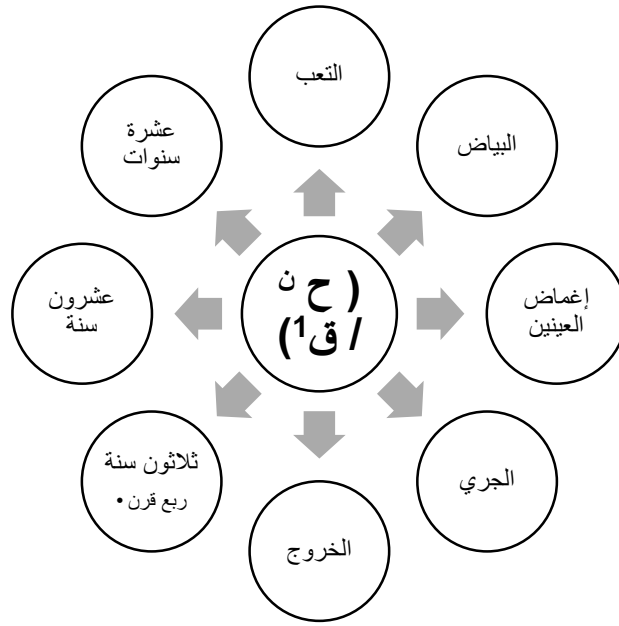 التعب
البياض
إغماض
العينين
الجري
الخروج
ثلاثون سنة
• ربع قرن
عشرون
سنة
عشرة
سنوات
( ح ن
/ ق1)